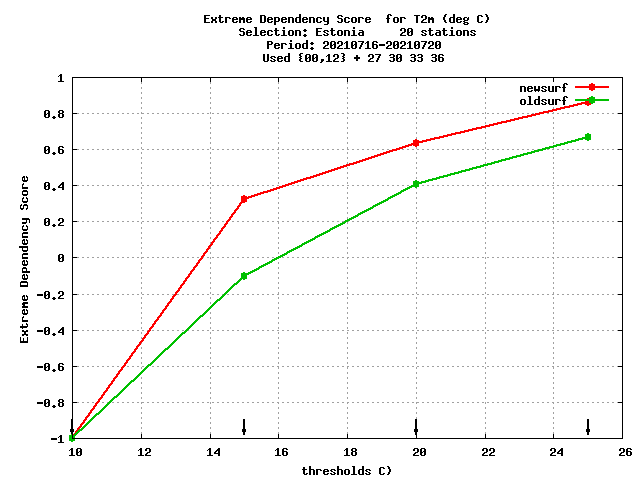 Extreme Dependency Score for T2m (deg C)
Selection: Estonia 20 stations
Period: 20210716-20210720
Used {00,12} + 27 30 33 36
newsurf
oldsurf
Extreme Dependency Score
1
0.8
0.6
0.4
0.2
0
-0.2
-0.4
-0.6
-0.8
-1
10 12 14 16 18 20 22 24 26
thresholds C)